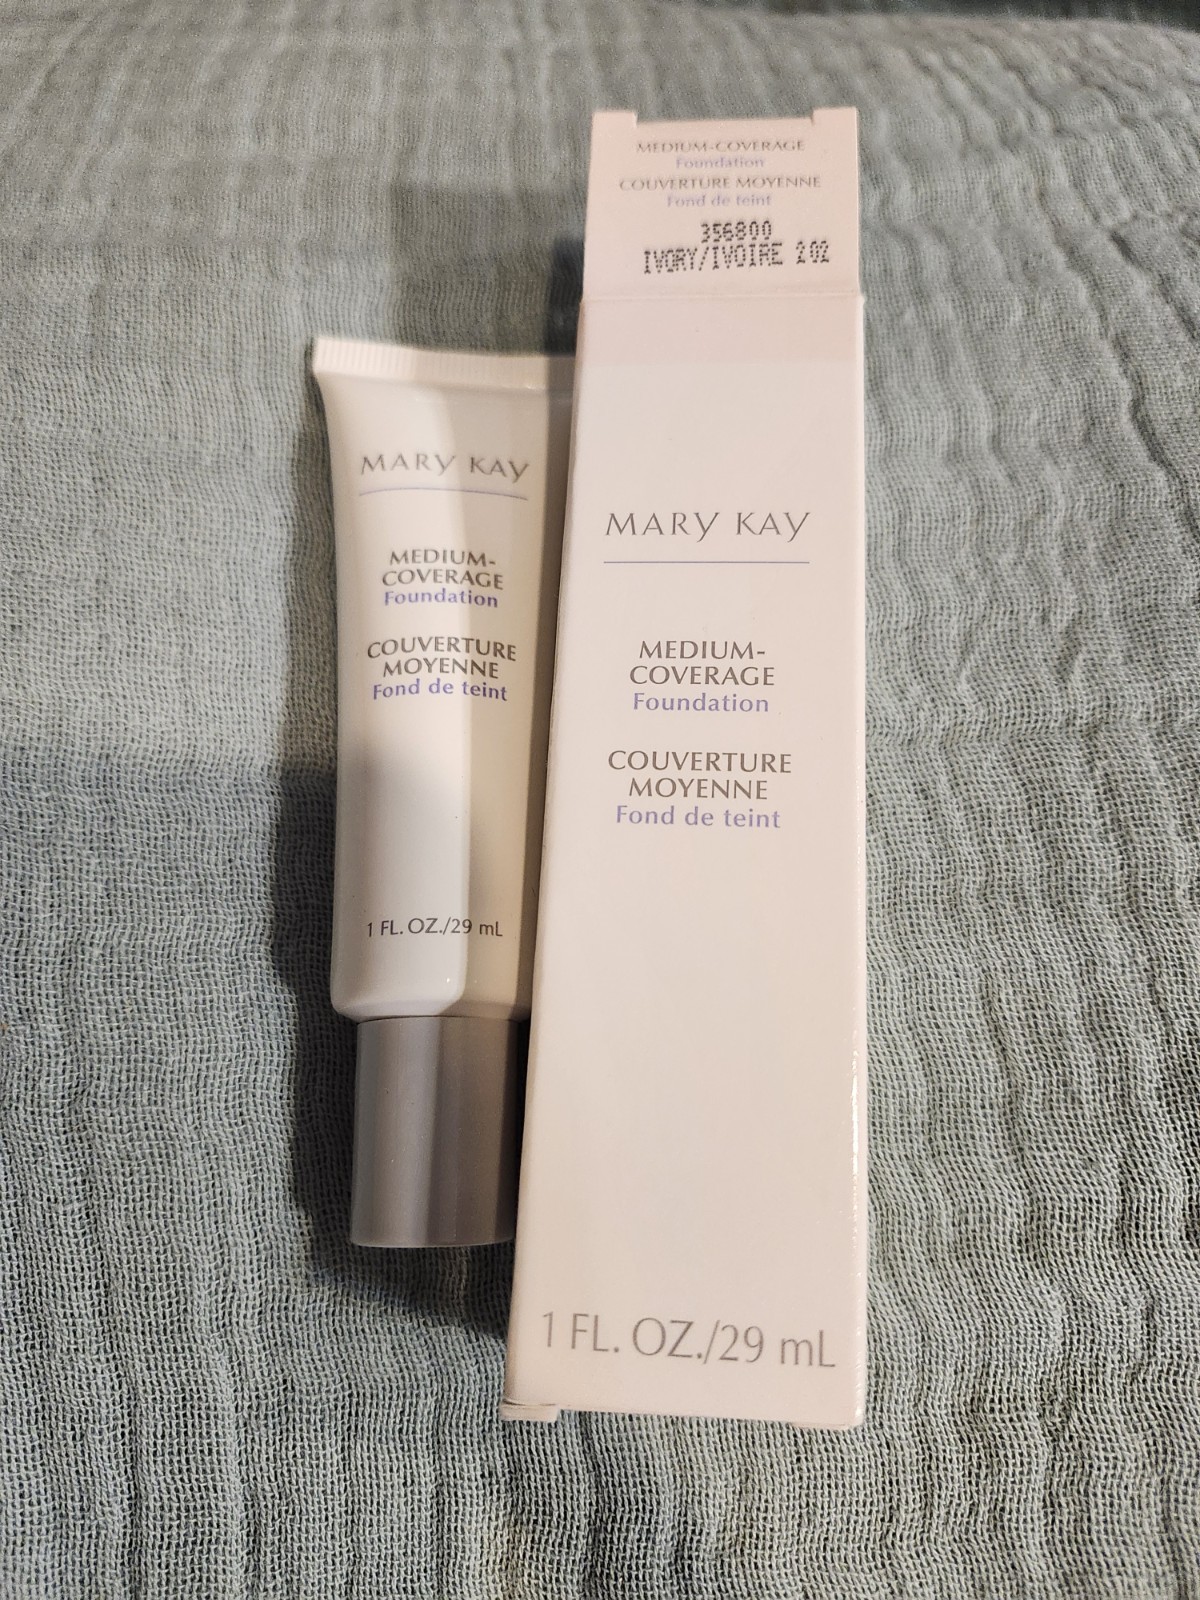 MEDIUM-COVERAGE
Foundation
COUVERTURE MOYENNE
Fond de teint
356800
IVORY/IVOIRE 202
MARY KAY
MEDIUM-
COVERAGE
Foundation
COUVERTURE
MOYENNE
Fond de teint
1 FL. OZ./29 mL
MARY KAY
MEDIUM-
COVERAGE
Foundation
COUVERTURE
MOYENNE
Fond de teint
1 FL. OZ./29 mL